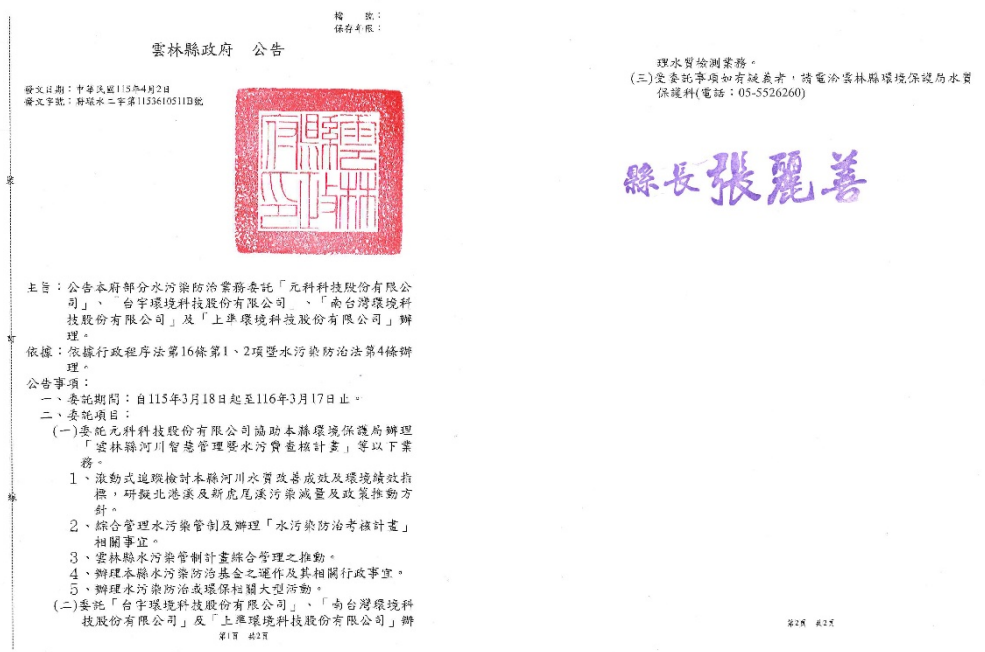 檔　　號：
保存年限：
雲林縣政府　公告
發文日期：中華民國115年4月2日
發文字號：府環水二字第1153610511B號
雲林縣政府印
裝
訂
線
主旨：公告本府部分水污染防治業務委託「元科科技股份有限公
司」、「台宇環境科技股份有限公司」、「南台灣環境科
技股份有限公司」及「上準環境科技股份有限公司」辦
理。
依據：依據行政程序法第16條第1、2項暨水污染防治法第4條辦
理。
公告事項：
一、委託期間：自115年3月18日起至116年3月17日止。
二、委託項目：
(一)委託元科科技股份有限公司協助本縣環境保護局辦理
「雲林縣河川智慧管理暨水污費查核計畫」等以下業
務。
1、滾動式追蹤檢討本縣河川水質改善成效及環境績效指
標，研擬北港溪及新虎尾溪污染減量及政策推動方
針。
2、綜合管理水污染管制及辦理「水污染防治考核計畫」
相關事宜。
3、雲林縣水污染管制計畫綜合管理之推動。
4、辦理本縣水污染防治基金之運作及其相關行政事宜。
5、辦理水污染防治或環保相關大型活動。
(二)委託「台宇環境科技股份有限公司」、「南台灣環境科
技股份有限公司」及「上準環境科技股份有限公司」辦
第1頁　共2頁
理水質檢測業務。
(三)受委託事項如有疑義者，請電洽雲林縣環境保護局水質
保護科(電話：05-5526260)
縣長張麗善
第2頁　共2頁